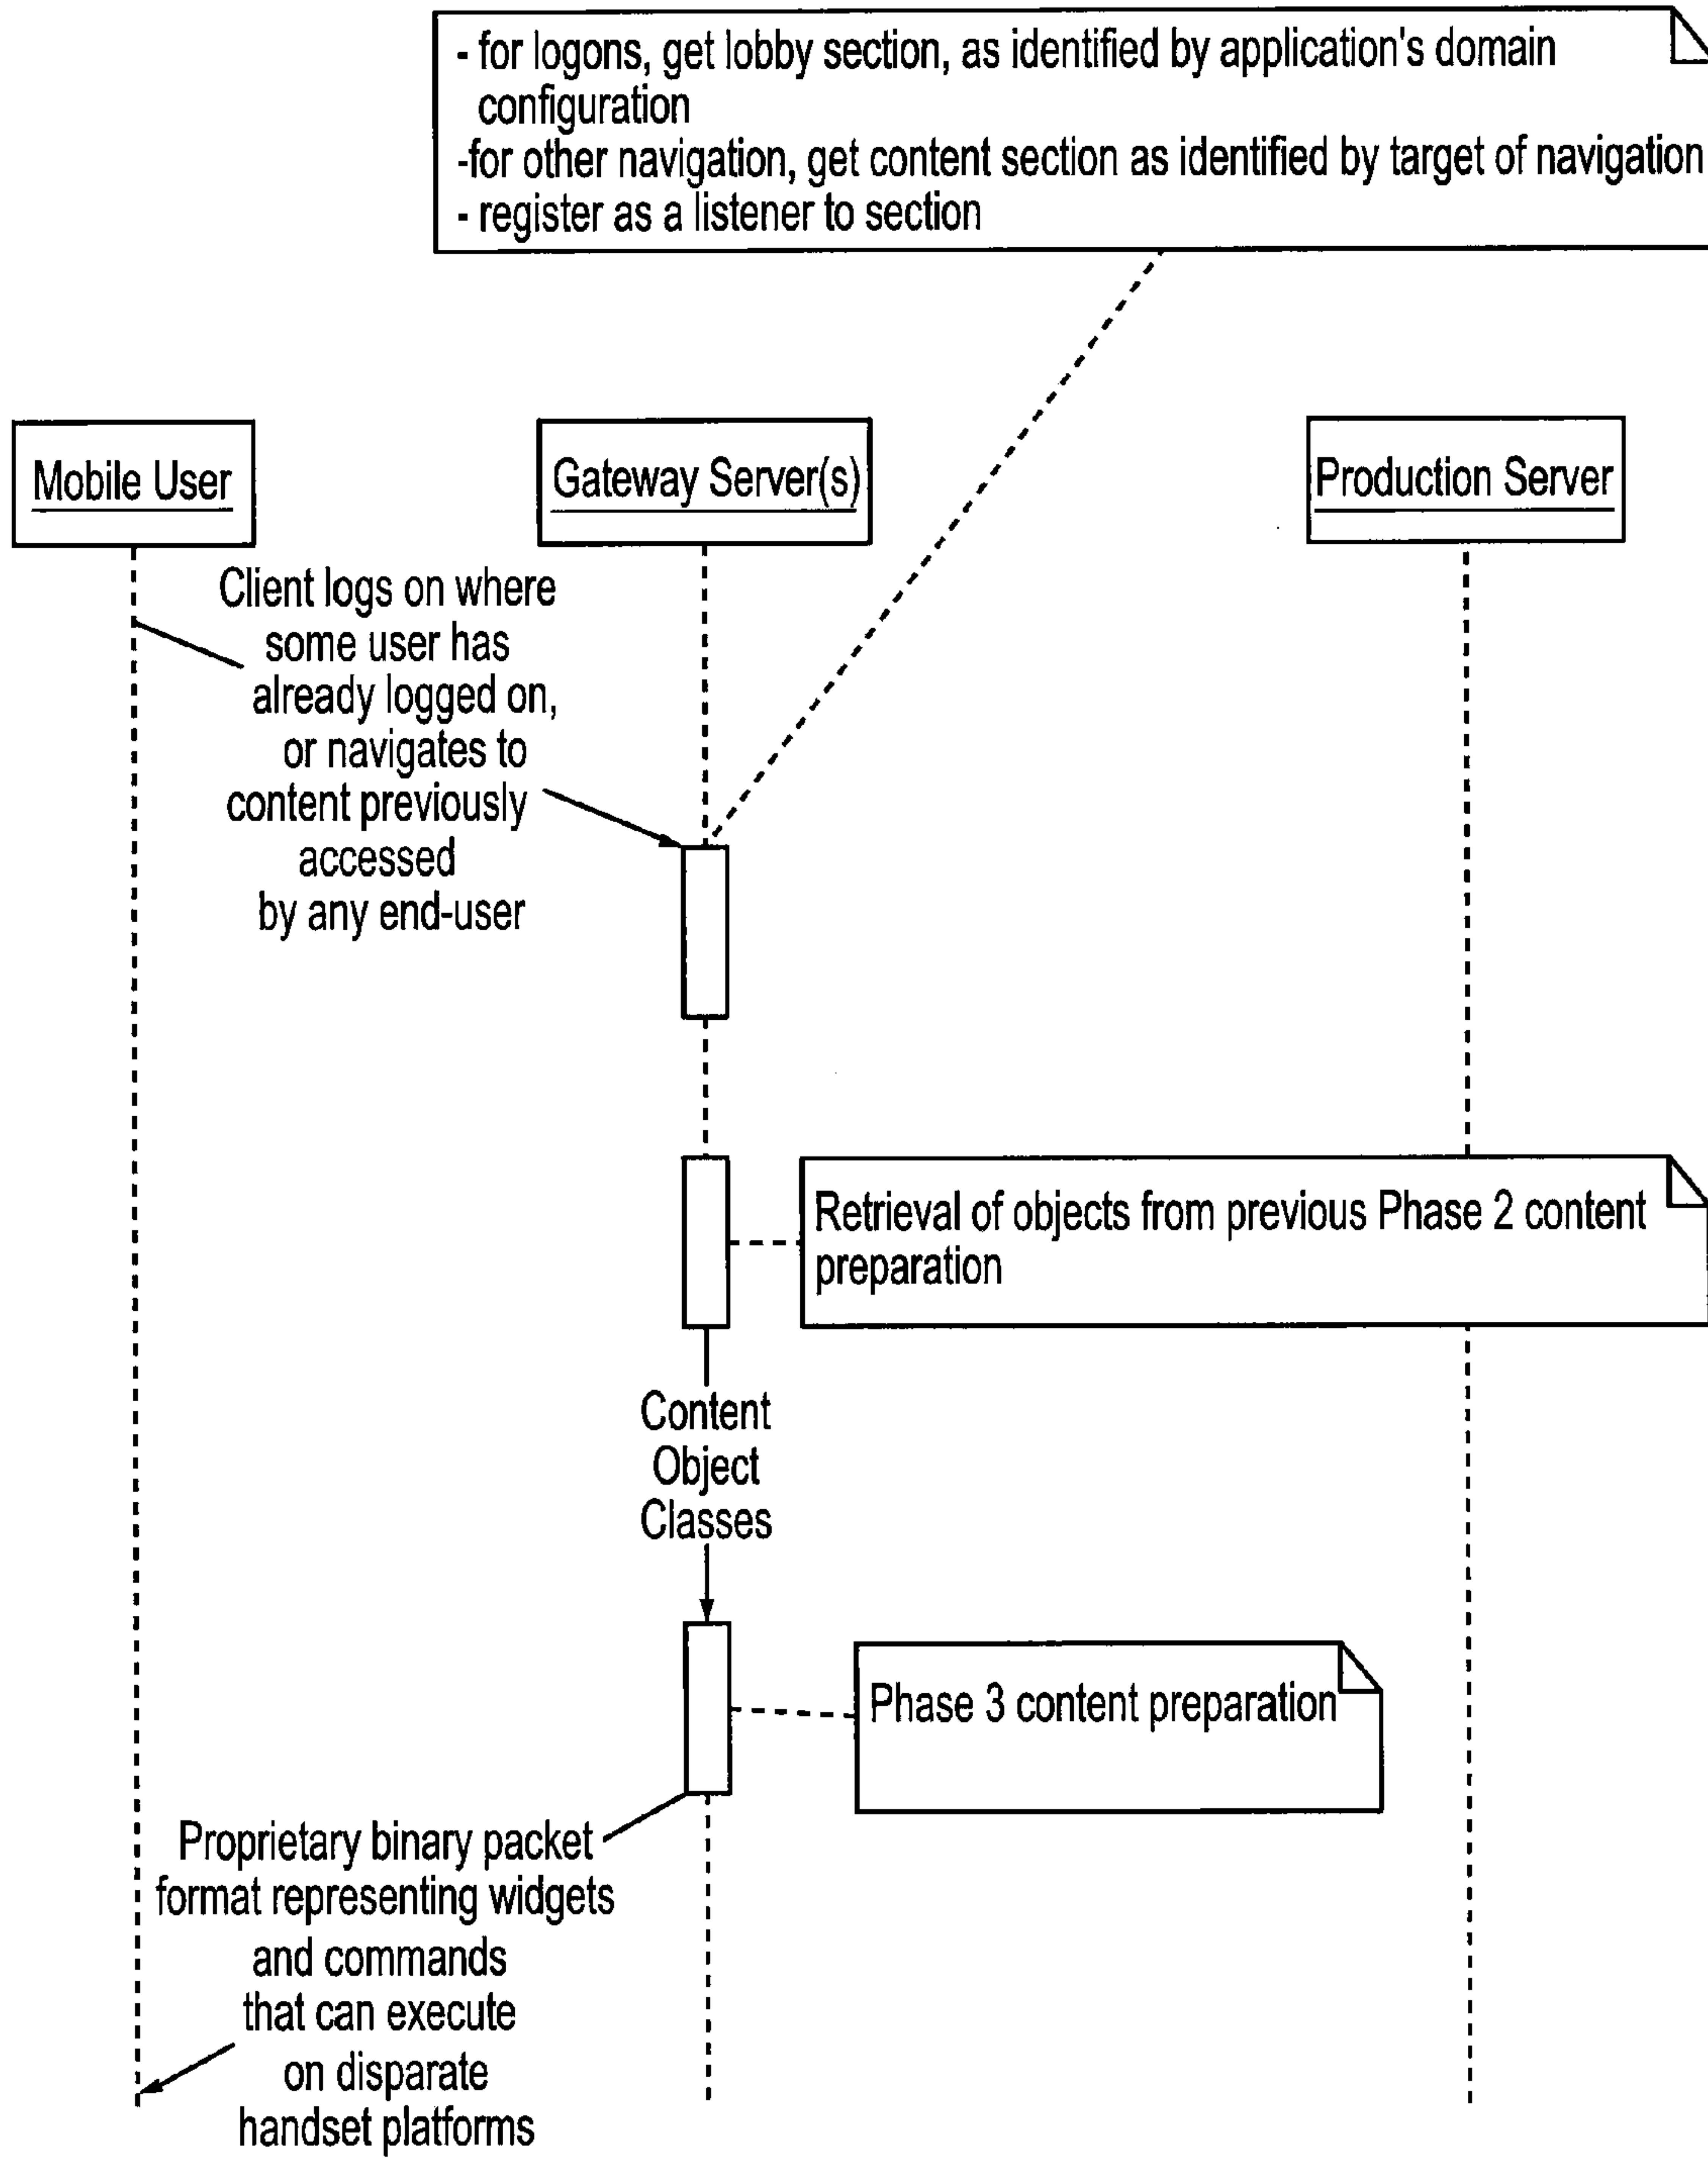 - for logons, get lobby section, as identified by application's domain
configuration
-for other navigation, get content section as identified by target of navigation
- register as a listener to section
Mobile User
Gateway Server(s)
Production Server
Client logs on where
some user has
already logged on,
or navigates to
content previously
accessed
by any end-user
Retrieval of objects from previous Phase 2 content
preparation
Content
Object
Classes
Phase 3 content preparation
Proprietary binary packet
format representing widgets
and commands
that can execute
on disparate
handset platforms